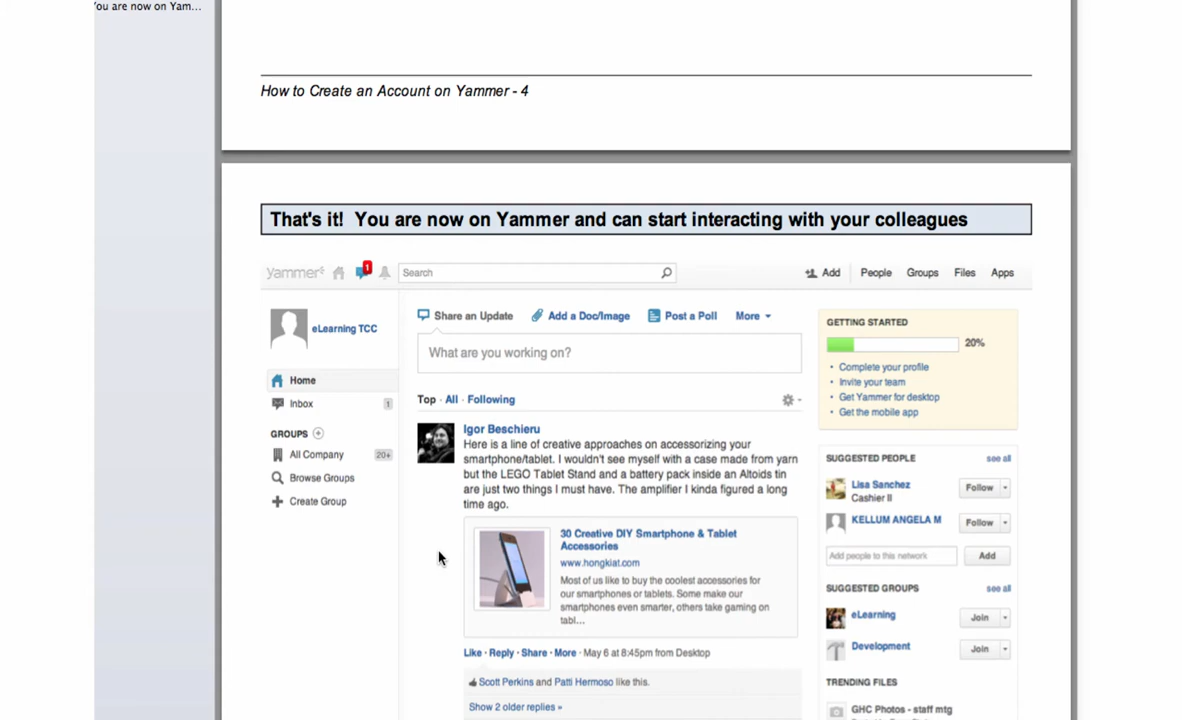 'ou are now on Yam...
How to Create an Account on Yammer - 4
That's it! You are now on Yammer and can start interacting with your colleagues
yammer 1 Search Add People Groups Files Apps
eLearning TCC
Home
Inbox 1
GROUPS
All Company 20+
Browse Groups
Create Group
Share an Update Add a Doc/Image Post a Poll More
What are you working on?
Top · All · Following
Igor Beschieru
Here is a line of creative approaches on accessorizing your
smartphone/tablet. I wouldn't see myself with a case made from yarn
but the LEGO Tablet Stand and a battery pack inside an Altoids tin
are just two things I must have. The amplifier I kinda figured a long
time ago.
30 Creative DIY Smartphone & Tablet
Accessories
www.hongkiat.com
Most of us like to buy the coolest accessories for
our smartphones or tablets. Some make our
smartphones even smarter, others take gaming on
tabl...
Like · Reply · Share · More · May 6 at 8:45pm from Desktop
Scott Perkins and Patti Hermoso like this.
Show 2 older replies »
GETTING STARTED
20%
• Complete your profile
• Invite your team
• Get Yammer for desktop
• Get the mobile app
SUGGESTED PEOPLE see all
Lisa Sanchez
Cashier II
Follow
KELLUM ANGELA M
Follow
Add people to this network Add
SUGGESTED GROUPS see all
eLearning Join
Development Join
TRENDING FILES
GHC Photos - staff mtg